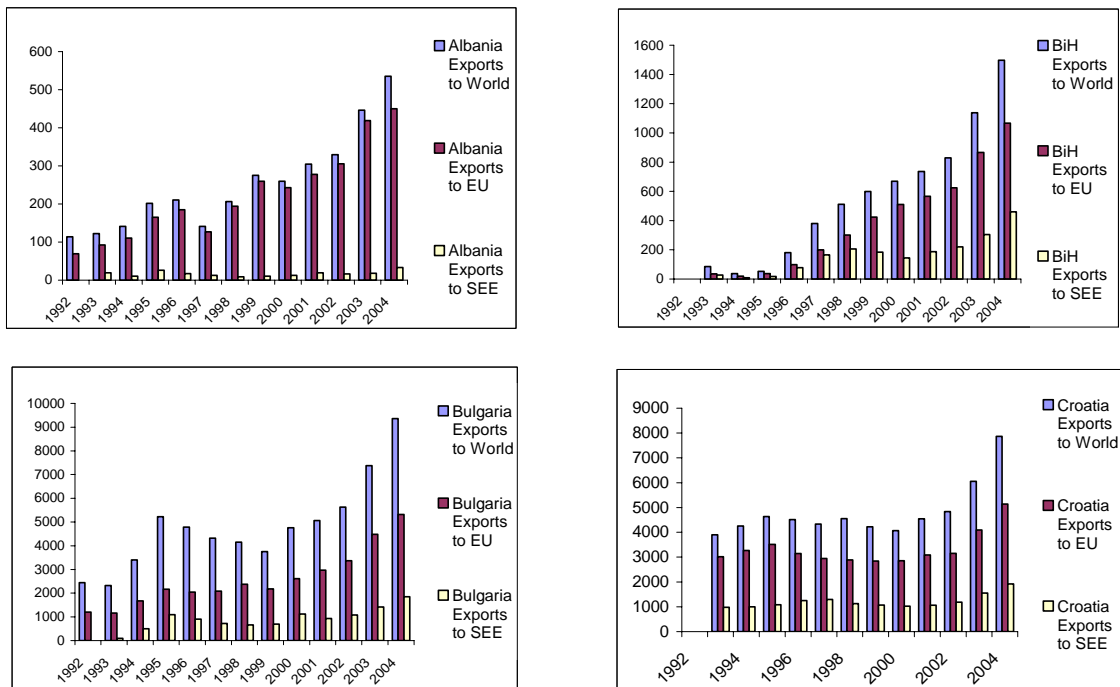 600
500
400
300
200
100
0
1992
1993
1994
1995
1996
1997
1998
1999
2000
2001
2002
2003
2004
Albania
Exports
to World
Albania
Exports
to EU
Albania
Exports
to SEE
1600
1400
1200
1000
800
600
400
200
0
1992
1993
1994
1995
1996
1997
1998
1999
2000
2001
2002
2003
2004
BiH
Exports
to World
BiH
Exports
to EU
BiH
Exports
to SEE
10000
9000
8000
7000
6000
5000
4000
3000
2000
1000
0
1992
1993
1994
1995
1996
1997
1998
1999
2000
2001
2002
2003
2004
Bulgaria
Exports
to World
Bulgaria
Exports
to EU
Bulgaria
Exports
to SEE
9000
8000
7000
6000
5000
4000
3000
2000
1000
0
1992
1994
1996
1998
2000
2002
2004
Croatia
Exports
to World
Croatia
Exports
to EU
Croatia
Exports
to SEE